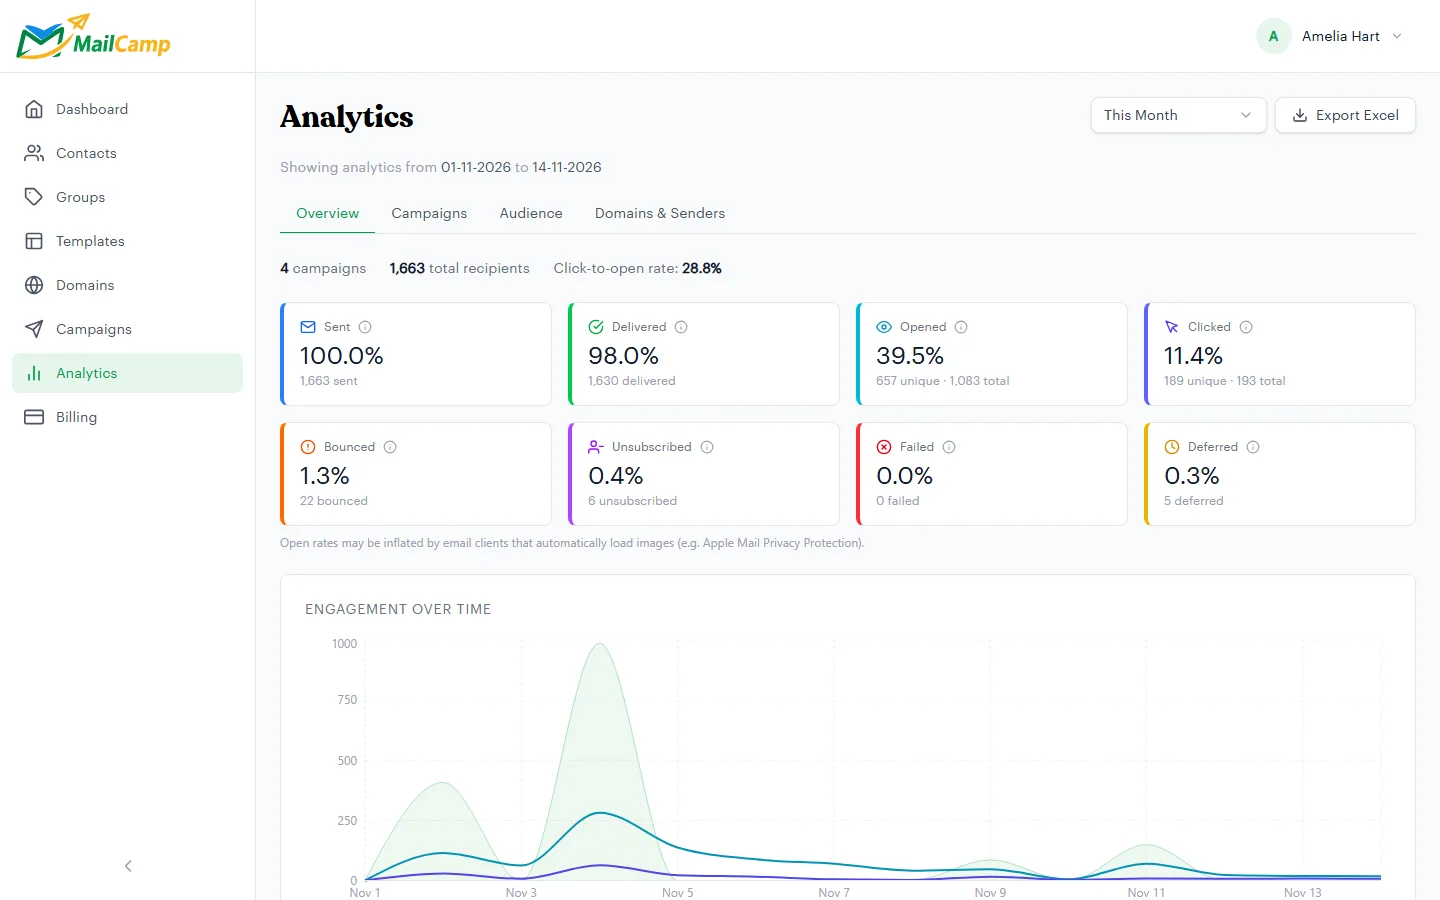 MailCamp
Amelia Hart
A
Dashboard
Contacts
Groups
Templates
Domains
Campaigns
Analytics
Billing
Analytics
This Month
Export Excel
Showing analytics from 01-11-2026 to 14-11-2026
Overview
Campaigns
Audience
Domains & Senders
4 campaigns
1,663 total recipients
Click-to-open rate: 28.8%
Sent
100.0%
1,663 sent
Delivered
98.0%
1,630 delivered
Opened
39.5%
657 unique · 1,083 total
Clicked
11.4%
189 unique · 193 total
Bounced
1.3%
22 bounced
Unsubscribed
0.4%
6 unsubscribed
Failed
0.0%
0 failed
Deferred
0.3%
5 deferred
Open rates may be inflated by email clients that automatically load images (e.g. Apple Mail Privacy Protection).
ENGAGEMENT OVER TIME
1000
750
500
250
0
Nov 1
Nov 3
Nov 5
Nov 7
Nov 9
Nov 11
Nov 13